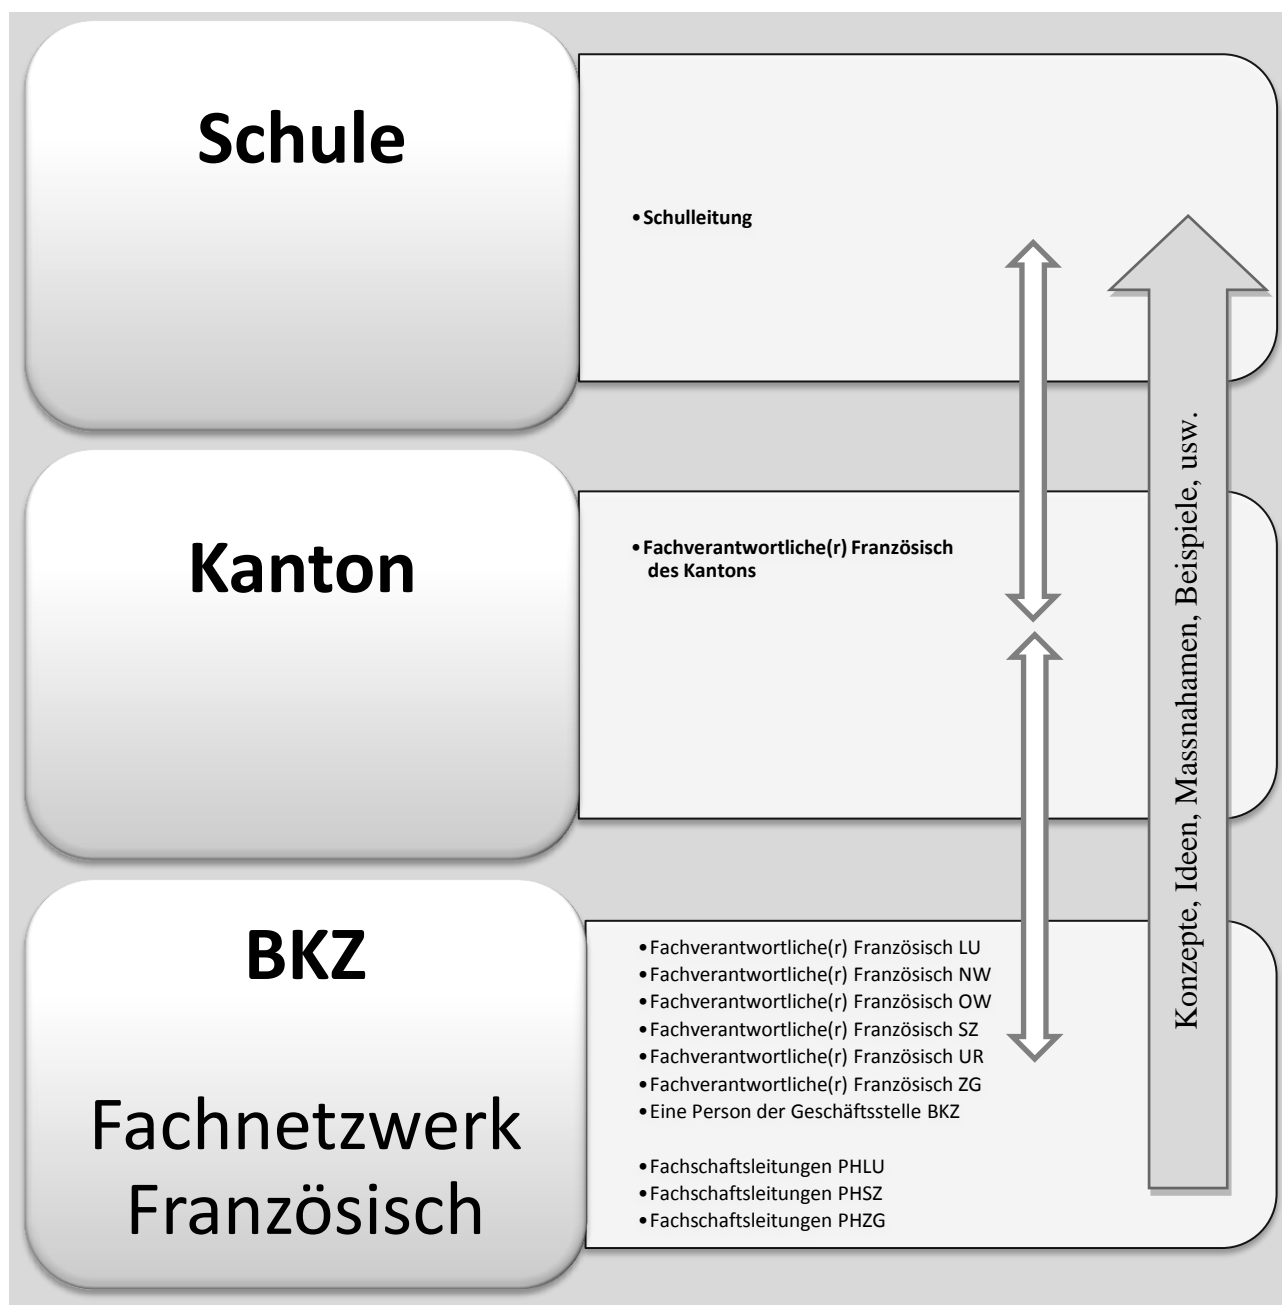 Schule
• Schulleitung
Kanton
• Fachverantwortliche(r) Französisch
des Kantons
BKZ
Fachnetzwerk
Französisch
• Fachverantwortliche(r) Französisch LU
• Fachverantwortliche(r) Französisch NW
• Fachverantwortliche(r) Französisch OW
• Fachverantwortliche(r) Französisch SZ
• Fachverantwortliche(r) Französisch UR
• Fachverantwortliche(r) Französisch ZG
• Eine Person der Geschäftsstelle BKZ
• Fachschaftsleitungen PHLU
• Fachschaftsleitungen PHSZ
• Fachschaftsleitungen PHZG
Konzepte, Ideen, Massnahamen, Beispiele, usw.